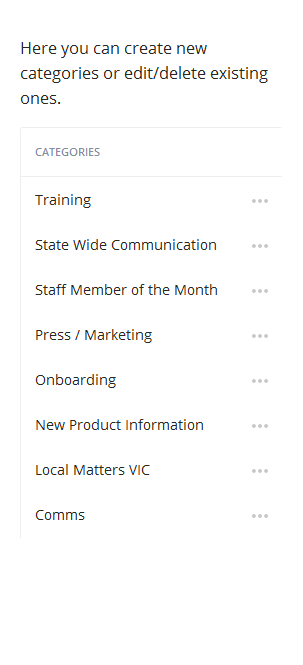 Here you can create new
categories or edit/delete existing
ones.
CATEGORIES
Training
State Wide Communication
Staff Member of the Month
Press / Marketing
Onboarding
New Product Information
Local Matters VIC
Comms